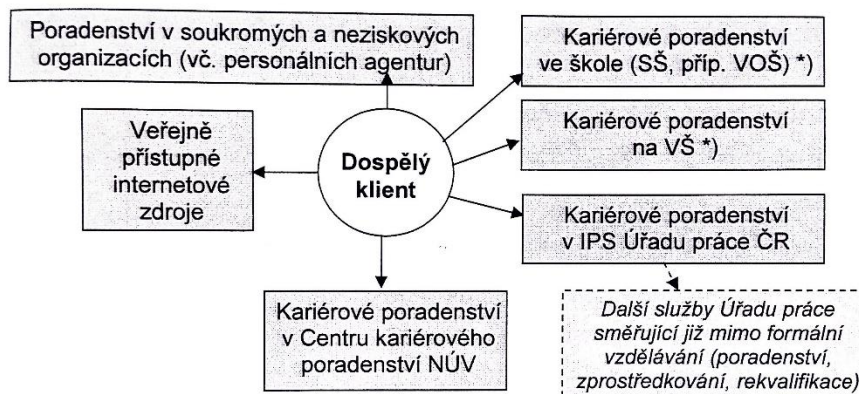 Poradenství v soukromých a neziskových
organizacích (vč. personálních agentur)
Kariérové poradenství
ve škole (SŠ, příp. VOŠ) *)
Veřejně
přístupné
internetové
zdroje
Dospělý
klient
Kariérové poradenství
na VŠ *)
Kariérové poradenství
v IPS Úřadu práce ČR
Kariérové poradenství
v Centru kariérového
poradenství NÚV
Další služby Úřadu práce
směřující již mimo formální
vzdělávání (poradenství,
zprostředkování, rekvalifikace)